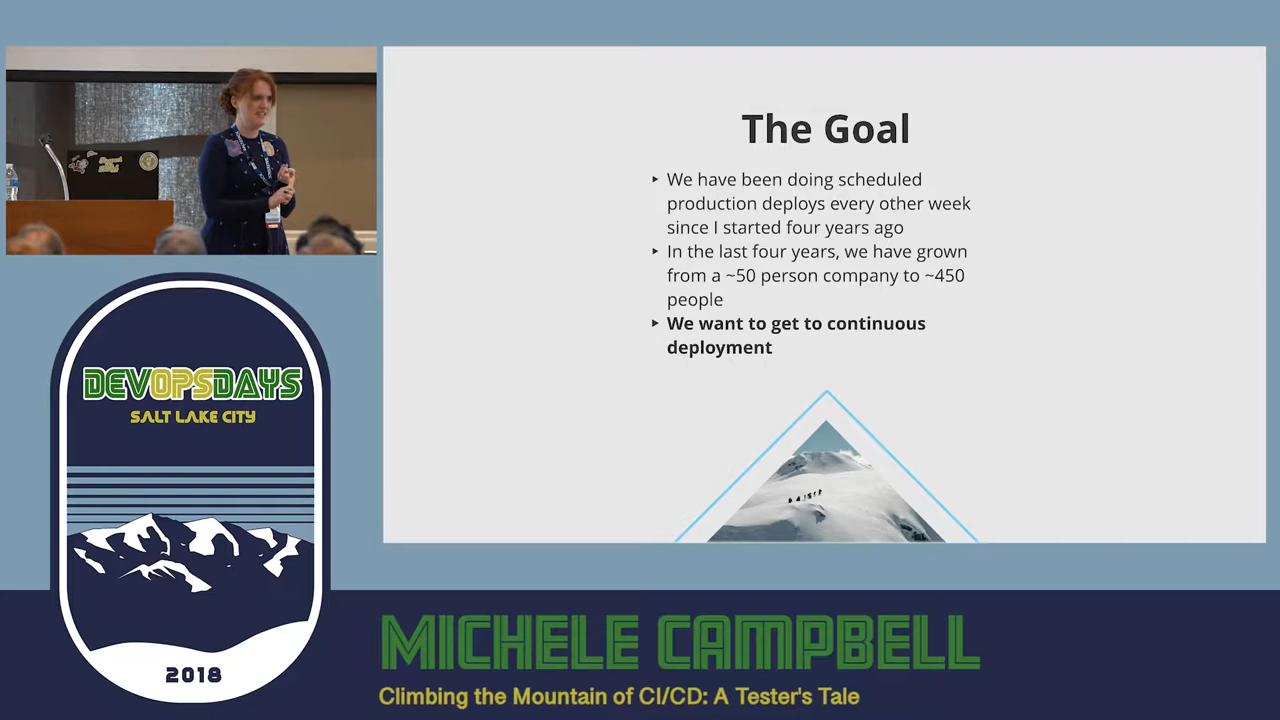 The Goal
‣ We have been doing scheduled
production deploys every other week
since I started four years ago
‣ In the last four years, we have grown
from a ~50 person company to ~450
people
‣ We want to get to continuous
deployment
DEVOPSDAYS
SALT LAKE CITY
2018
MICHELE CAMPBELL
Climbing the Mountain of CI/CD: A Tester's Tale